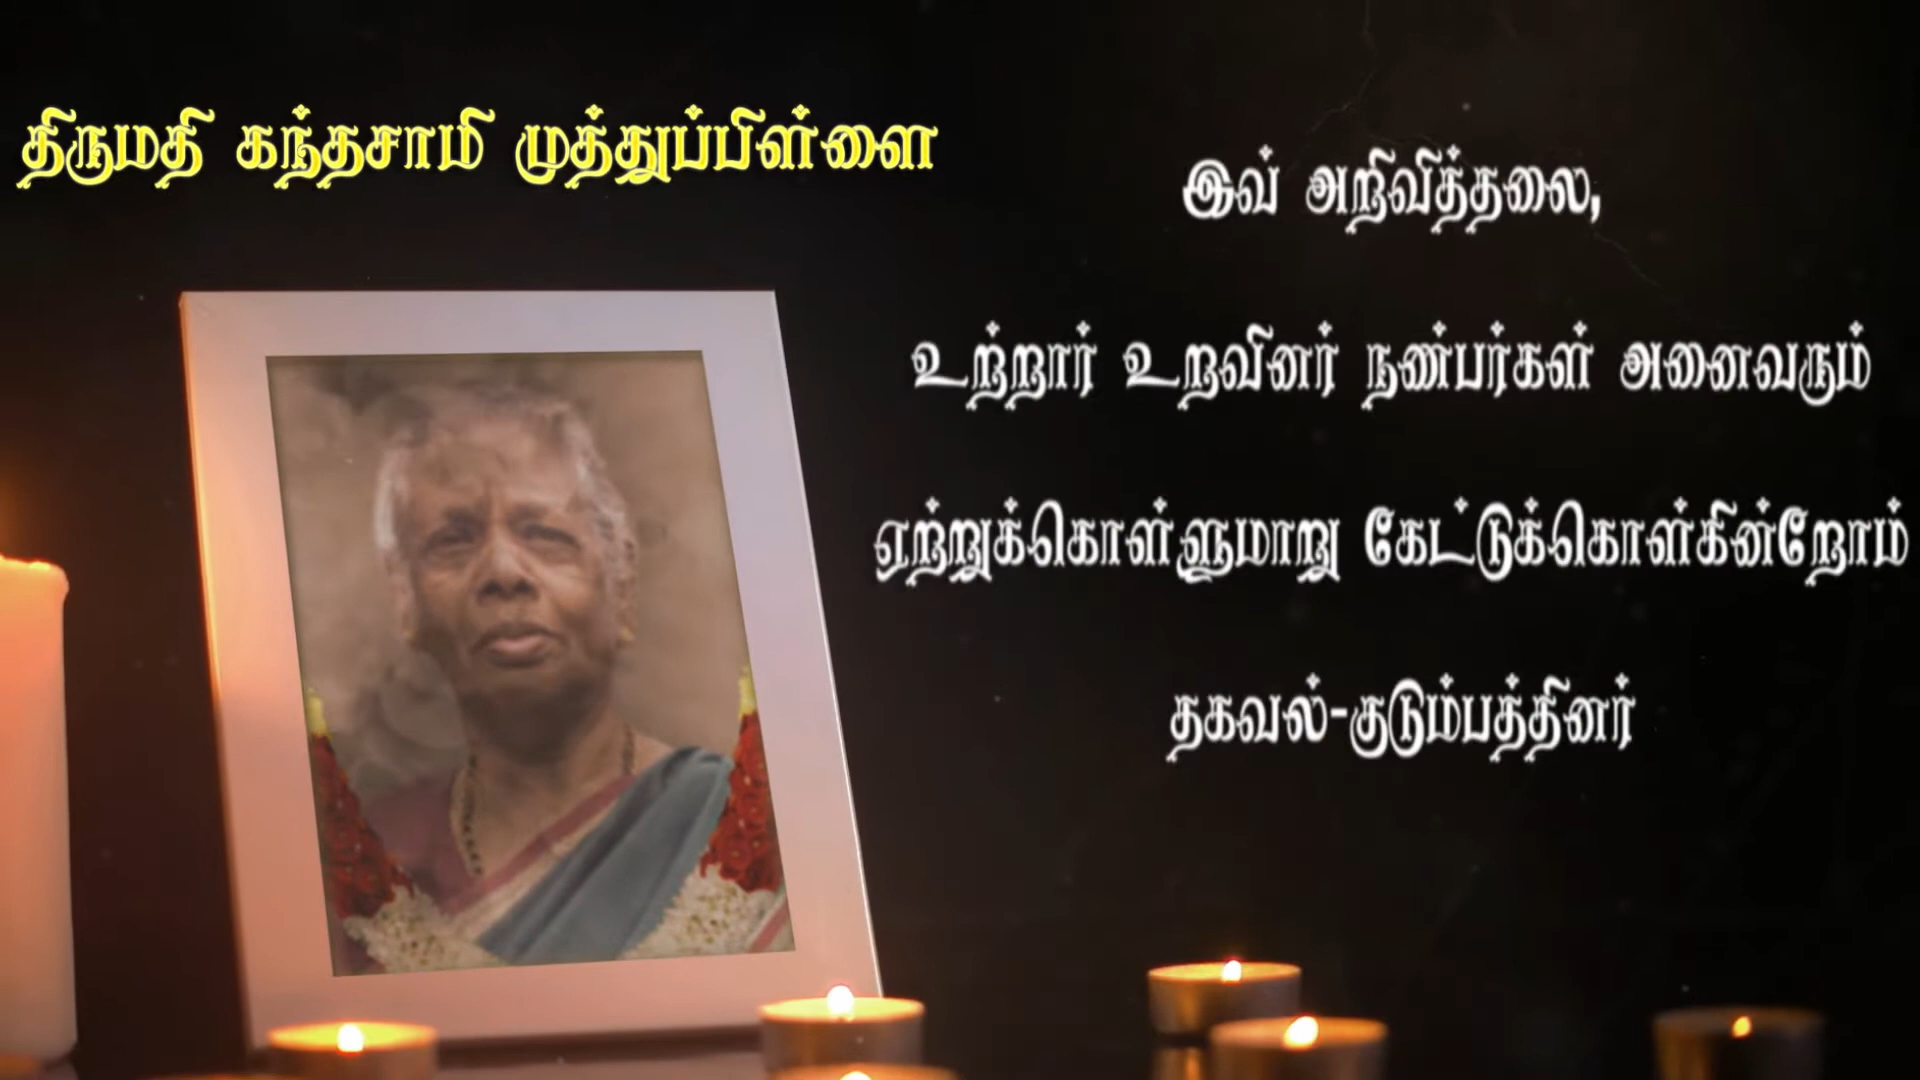 திருமதி கந்தசாமி முத்துப்பிள்ளை
இவ் அறிவித்தலை,
உற்றார் உறவினர் நண்பர்கள் அனைவரும்
ஏற்றுக்கொள்ளுமாறு கேட்டுக்கொள்கின்றோம்
தகவல்-குடும்பத்தினர்